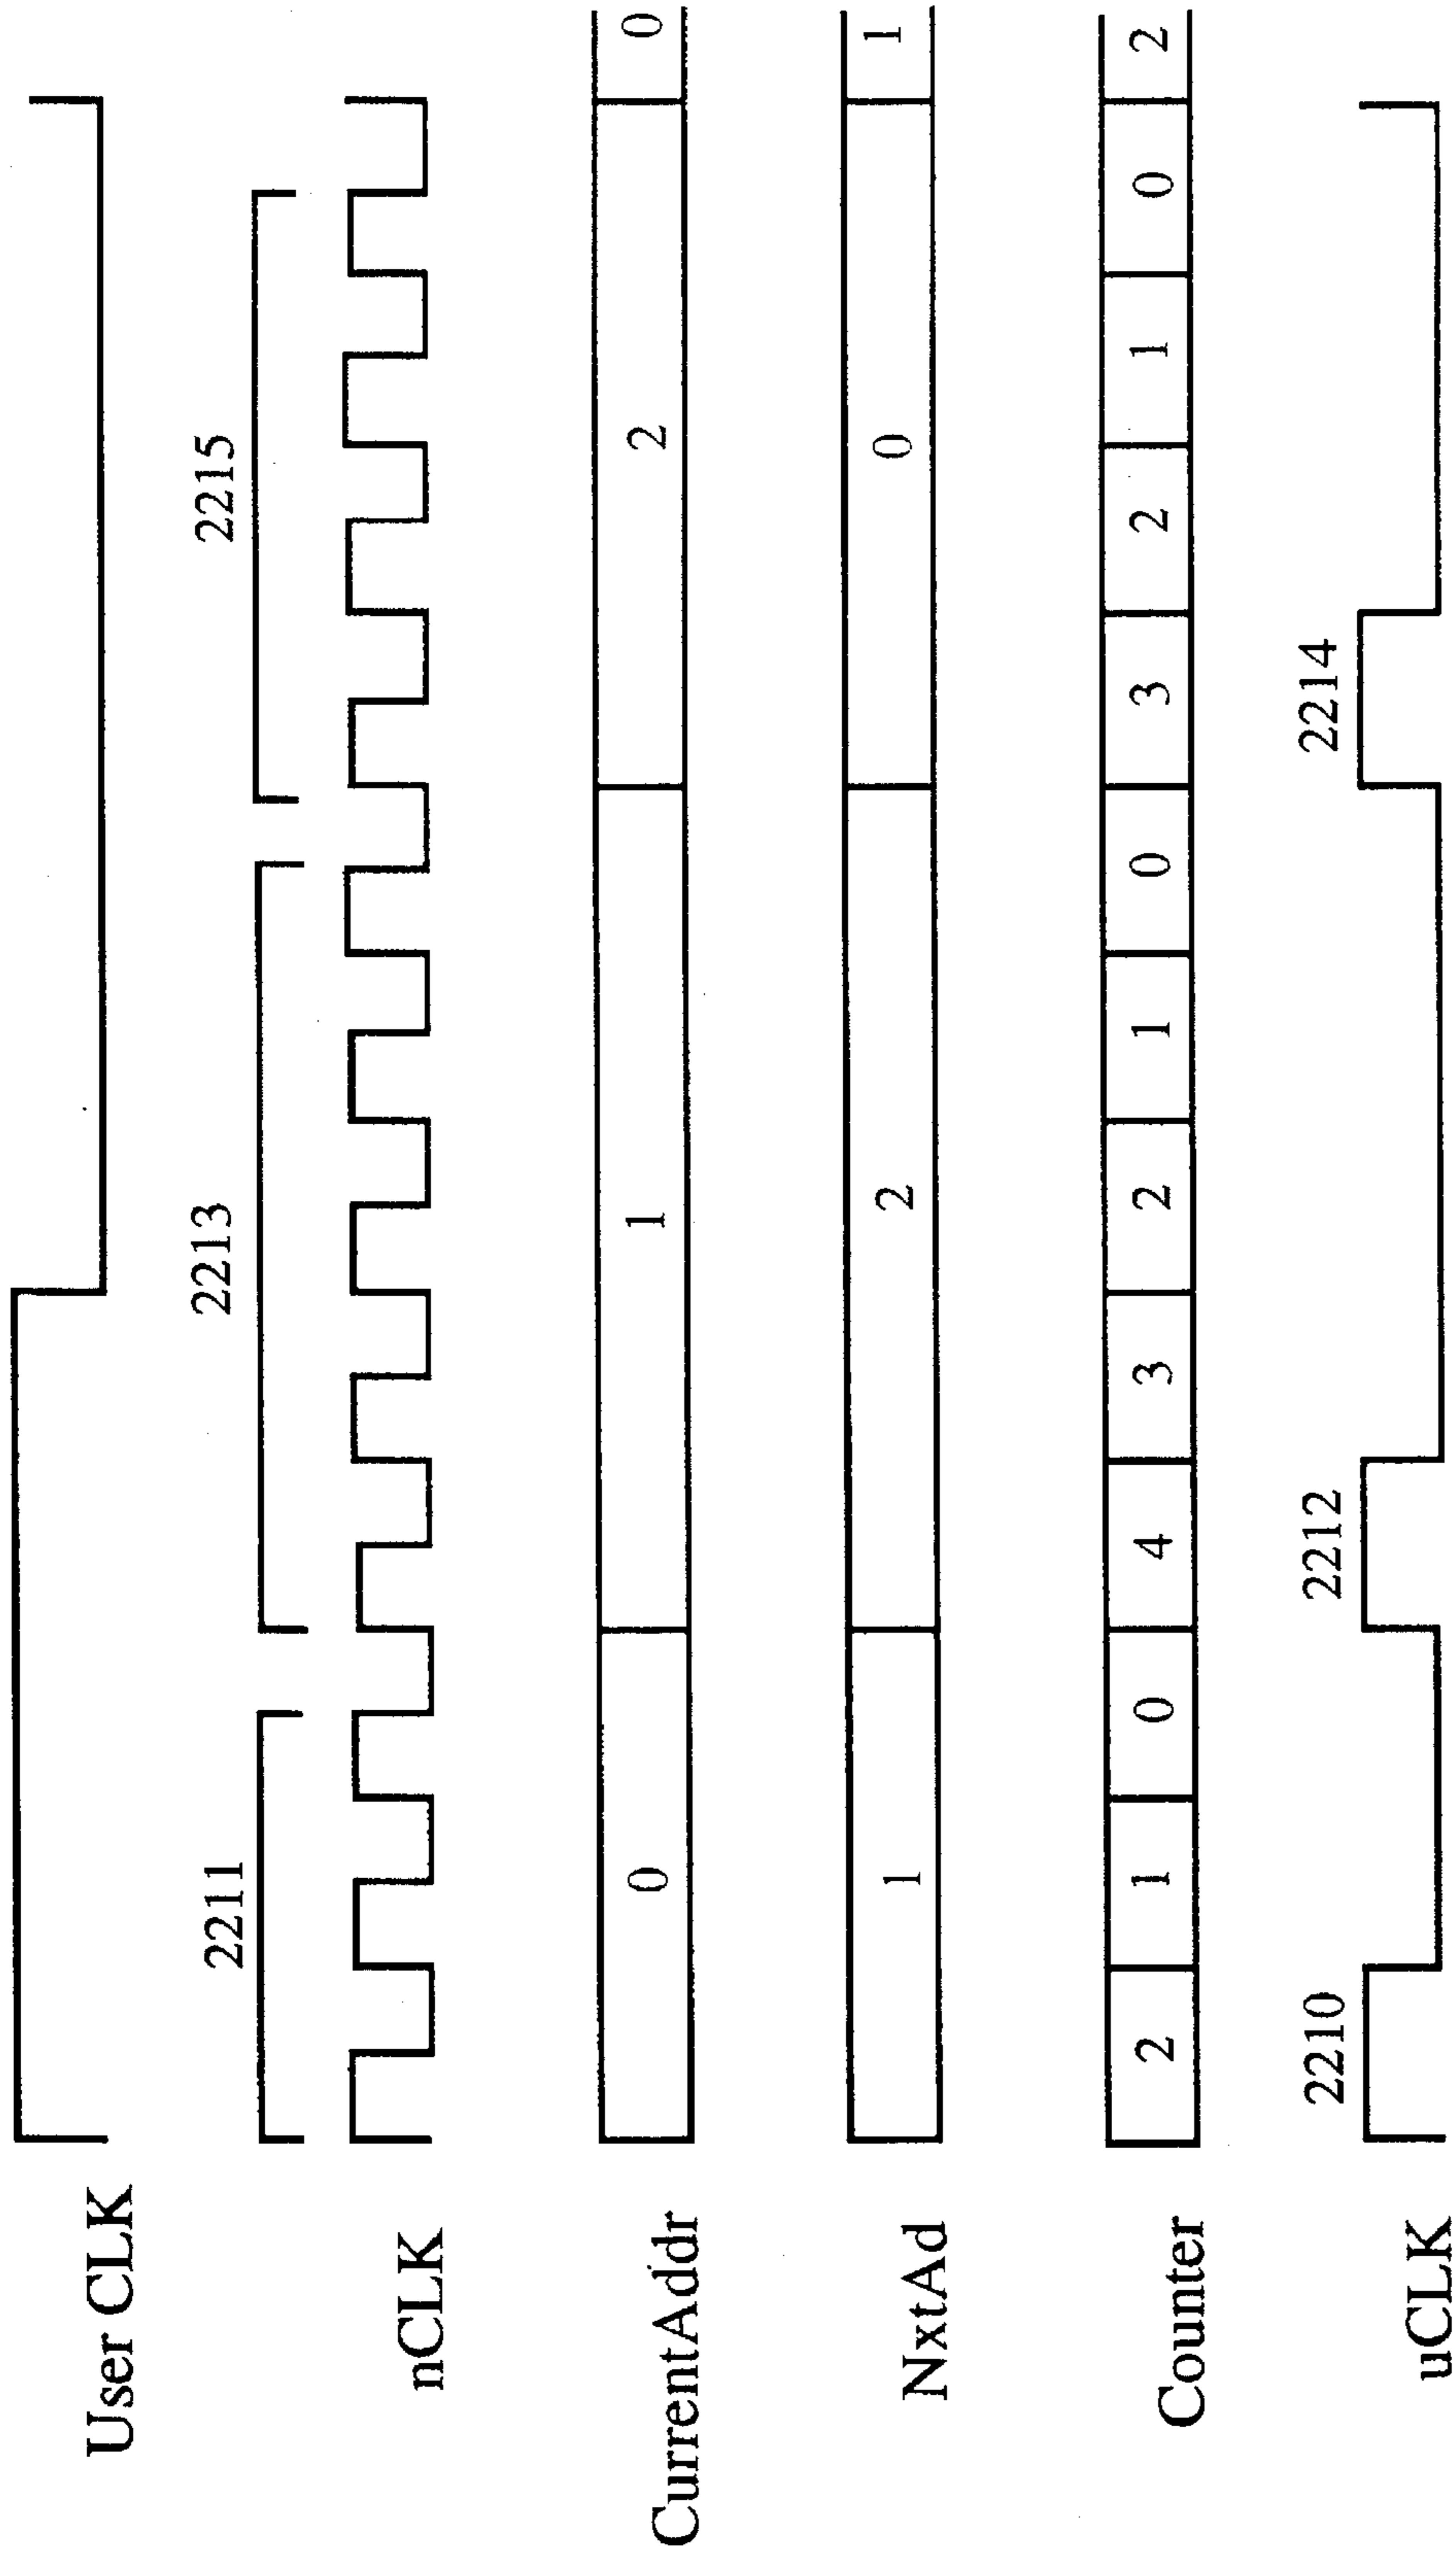 User CLK
2211 2213 2215
nCLK
CurrentAddr 0 1 2 0
NxtAd 1 2 0 1
Counter 2 1 0 4 3 2 1 0 3 2 1 0 2
2210 2212 2214
uCLK